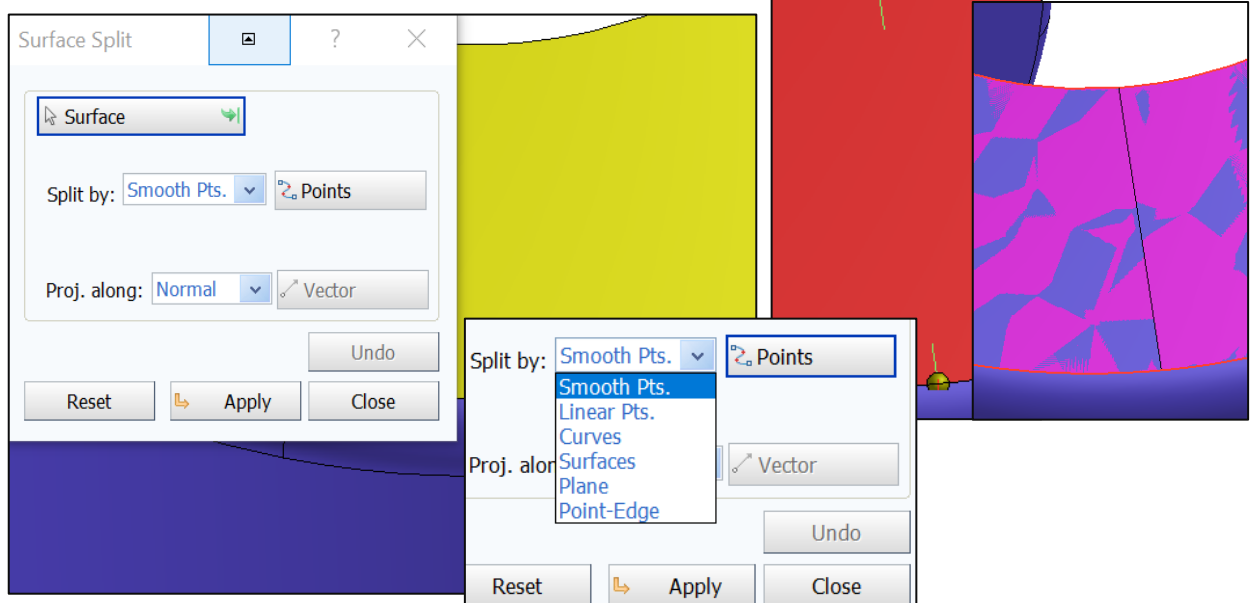 Surface Split ? ×
Surface
Split by: Smooth Pts. Points
Proj. along: Normal Vector
Undo
Reset Apply Close
Split by: Smooth Pts. Points
Smooth Pts.
Linear Pts.
Curves
Surfaces
Plane
Point-Edge
Proj. alon Vector
Undo
Reset Apply Close